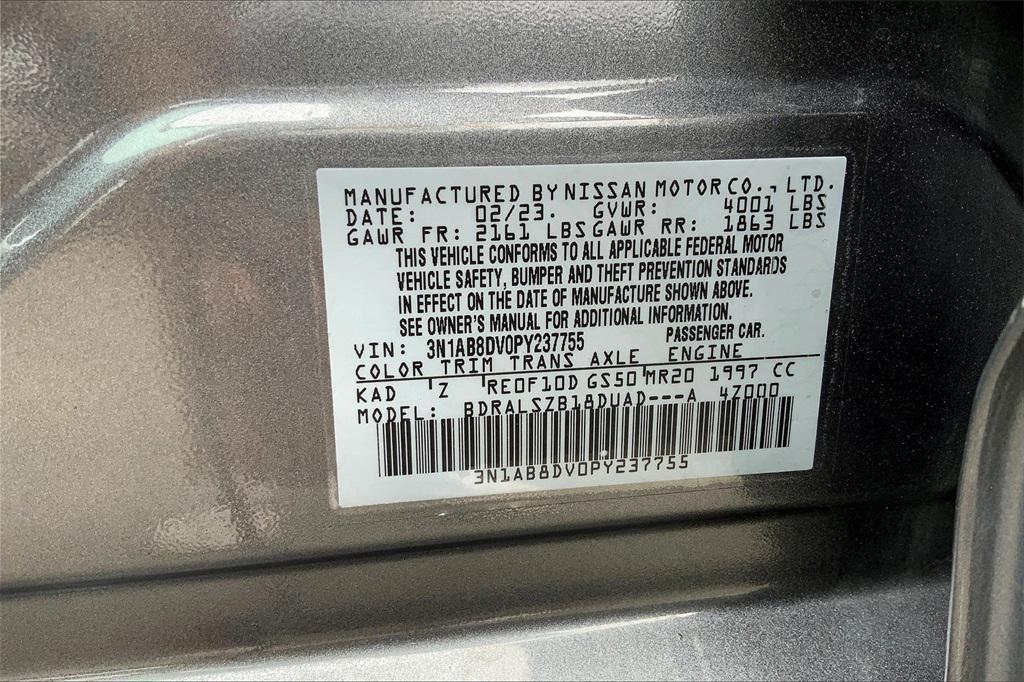 MANUFACTURED BY NISSAN MOTOR CO., LTD.
DATE: 02/23. GVWR: 4001 LBS
GAWR FR: 2161 LBS GAWR RR: 1863 LBS
THIS VEHICLE CONFORMS TO ALL APPLICABLE FEDERAL MOTOR
VEHICLE SAFETY, BUMPER AND THEFT PREVENTION STANDARDS
IN EFFECT ON THE DATE OF MANUFACTURE SHOWN ABOVE.
SEE OWNER'S MANUAL FOR ADDITIONAL INFORMATION.
VIN: 3N1AB8DV0PY237755 PASSENGER CAR.
COLOR TRIM TRANS AXLE ENGINE
KAD Z RE0F10D GS50 MR20 1997 CC
MODEL: BDRALSZB18DUAD---A 4Z000
3N1AB8DV0PY237755